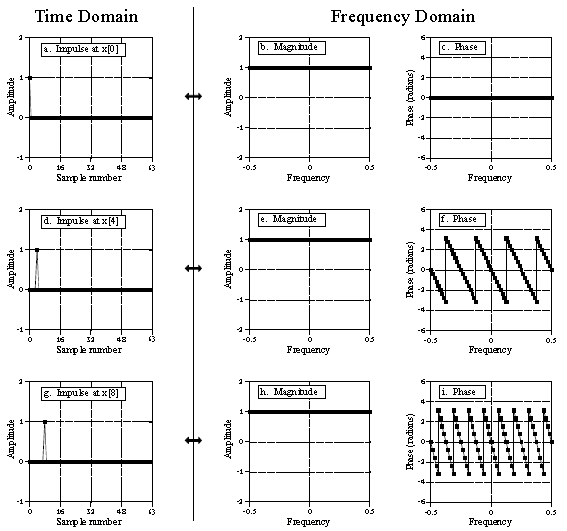 Time Domain
Frequency Domain
a. Impulse at x[0]
Amplitude
2
1
0
-1
0 16 32 48 63
Sample number
b. Magnitude
Amplitude
2
1
0
-1
-2
-0.5 0 0.5
Frequency
c. Phase
Phase (radians)
6
4
2
0
-2
-4
-6
-0.5 0 0.5
Frequency
d. Impulse at x[4]
Amplitude
2
1
0
-1
0 16 32 48 63
Sample number
e. Magnitude
Amplitude
2
1
0
-1
-2
-0.5 0 0.5
Frequency
f. Phase
Phase (radians)
6
4
2
0
-2
-4
-6
-0.5 0 0.5
Frequency
g. Impulse at x[8]
Amplitude
2
1
0
-1
0 16 32 48 63
Sample number
h. Magnitude
Amplitude
2
1
0
-1
-2
-0.5 0 0.5
Frequency
i. Phase
Phase (radians)
6
4
2
0
-2
-4
-6
-0.5 0 0.5
Frequency